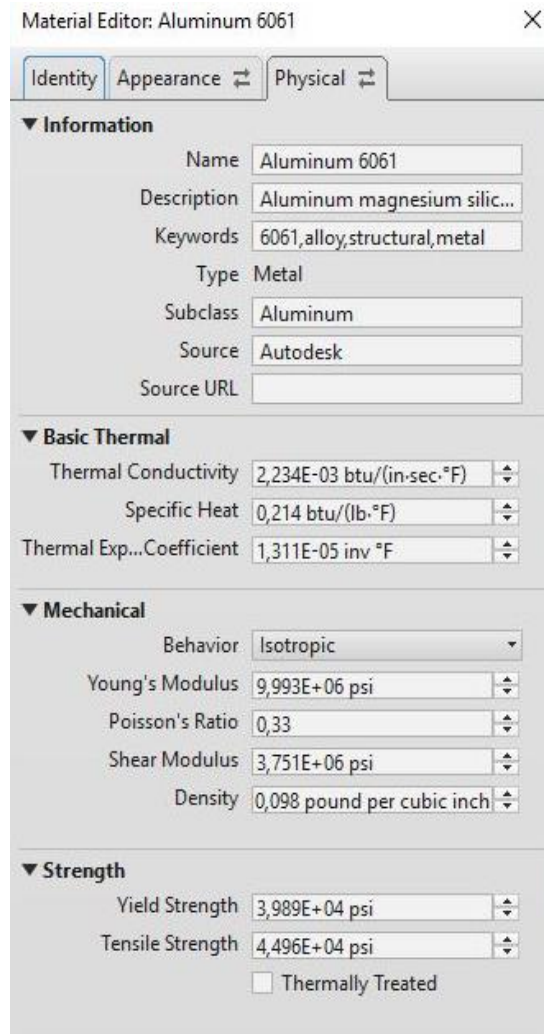 Material Editor: Aluminum 6061
Identity Appearance Physical
Information
Name Aluminum 6061
Description Aluminum magnesium silic...
Keywords 6061,alloy,structural,metal
Type Metal
Subclass Aluminum
Source Autodesk
Source URL
Basic Thermal
Thermal Conductivity 2,234E-03 btu/(in·sec·°F)
Specific Heat 0,214 btu/(lb·°F)
Thermal Exp...Coefficient 1,311E-05 inv °F
Mechanical
Behavior Isotropic
Young's Modulus 9,993E+06 psi
Poisson's Ratio 0,33
Shear Modulus 3,751E+06 psi
Density 0,098 pound per cubic inch
Strength
Yield Strength 3,989E+04 psi
Tensile Strength 4,496E+04 psi
Thermally Treated